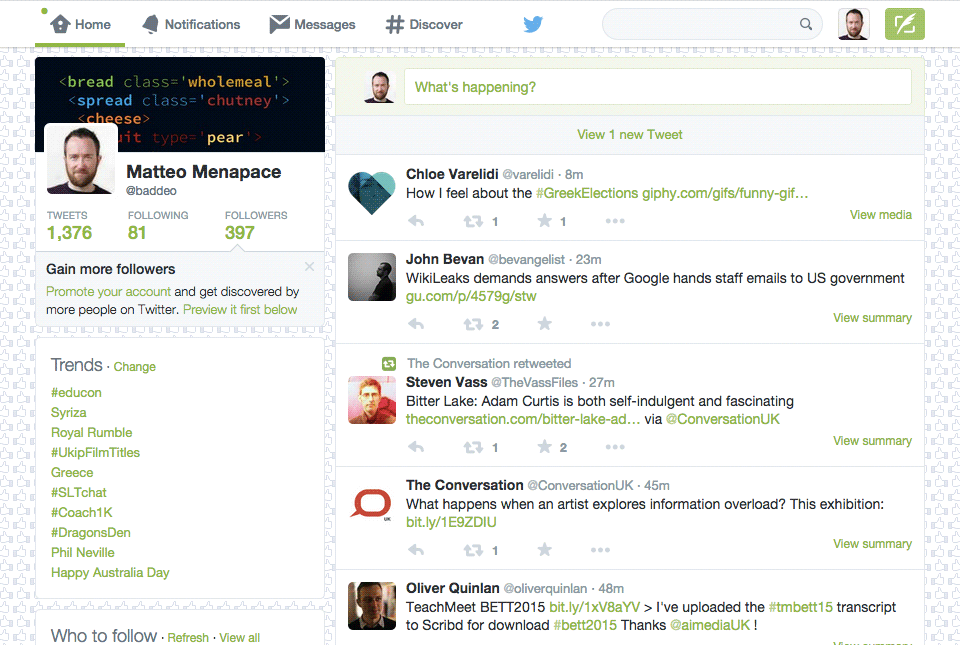 Home
Notifications
Messages
Discover
<bread class='wholemeal'>
<spread class='chutney'>
<cheese>
uit type='pear'>
Matteo Menapace
@baddeo
TWEETS FOLLOWING FOLLOWERS
1,376 81 397
Gain more followers
Promote your account and get discovered by
more people on Twitter. Preview it first below
Trends · Change
#educon
Syriza
Royal Rumble
#UkipFilmTitles
Greece
#SLTchat
#Coach1K
#DragonsDen
Phil Neville
Happy Australia Day
Who to follow · Refresh · View all
What's happening?
View 1 new Tweet
Chloe Varelidi @varelidi · 8m
How I feel about the #GreekElections giphy.com/gifs/funny-gif…
1 1
View media
John Bevan @bevangelist · 23m
WikiLeaks demands answers after Google hands staff emails to US government
gu.com/p/4579g/stw
2
View summary
The Conversation retweeted
Steven Vass @TheVassFiles · 27m
Bitter Lake: Adam Curtis is both self-indulgent and fascinating
theconversation.com/bitter-lake-ad… via @ConversationUK
1 2
View summary
UK
The Conversation @ConversationUK · 45m
What happens when an artist explores information overload? This exhibition:
bit.ly/1E9ZDIU
1
View summary
Oliver Quinlan @oliverquinlan · 48m
TeachMeet BETT2015 bit.ly/1xV8aYV > I've uploaded the #tmbett15 transcript
to Scribd for download #bett2015 Thanks @aimediaUK !
View summary